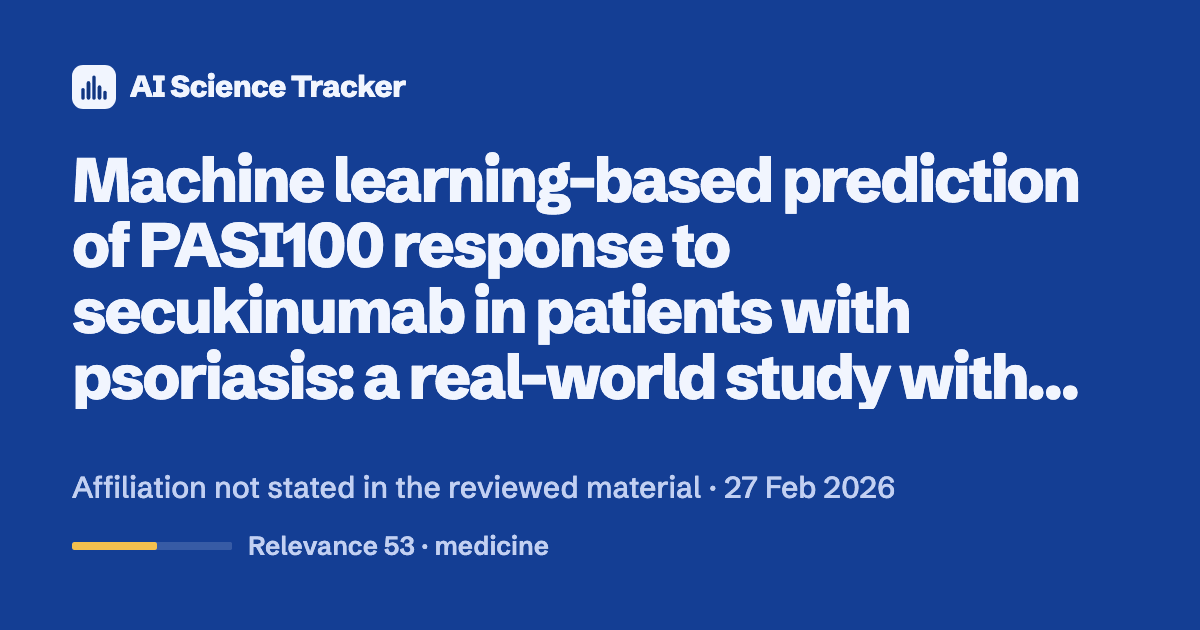 AI Science Tracker
Machine learning-based prediction
of PASI100 response to
secukinumab in patients with
psoriasis: a real-world study with...
Affiliation not stated in the reviewed material · 27 Feb 2026
Relevance 53 · medicine